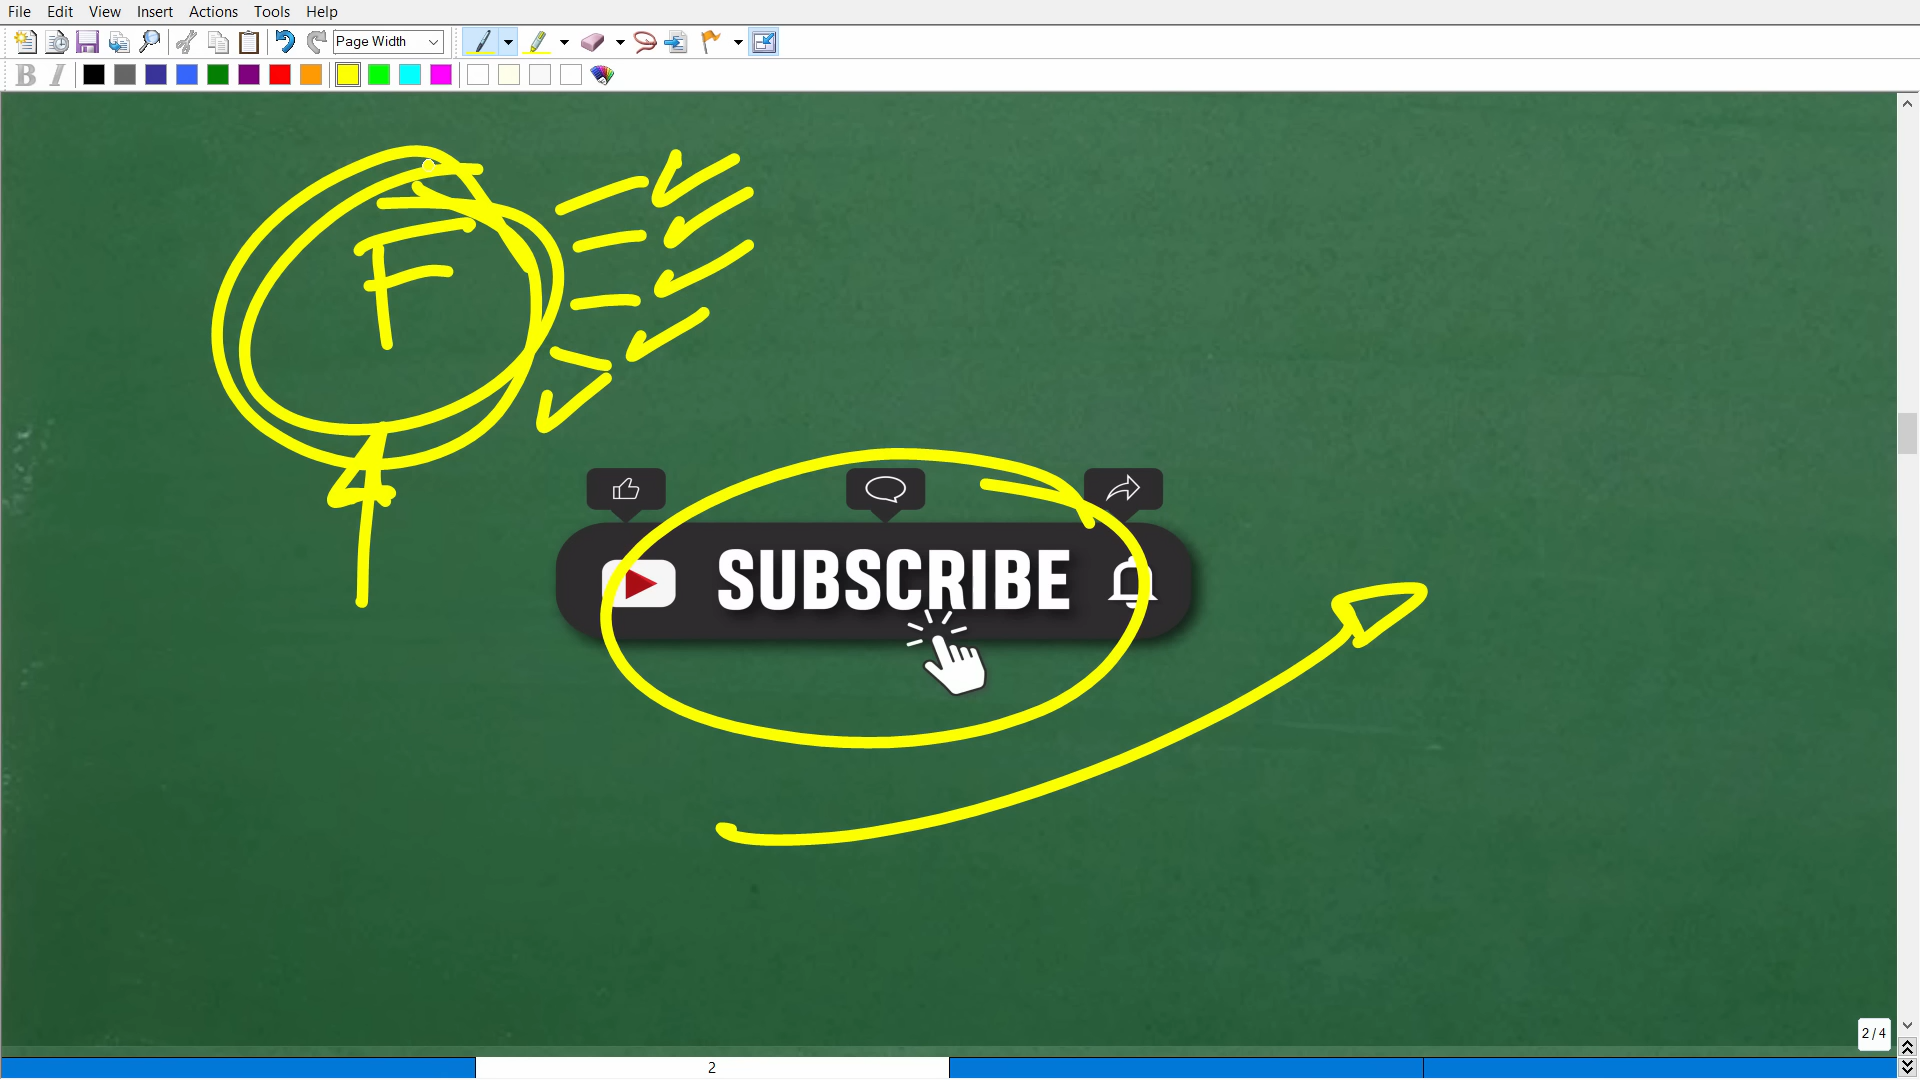 File Edit View Insert Actions Tools Help
Page Width
B I
F
SUBSCRIBE
2 / 4
2